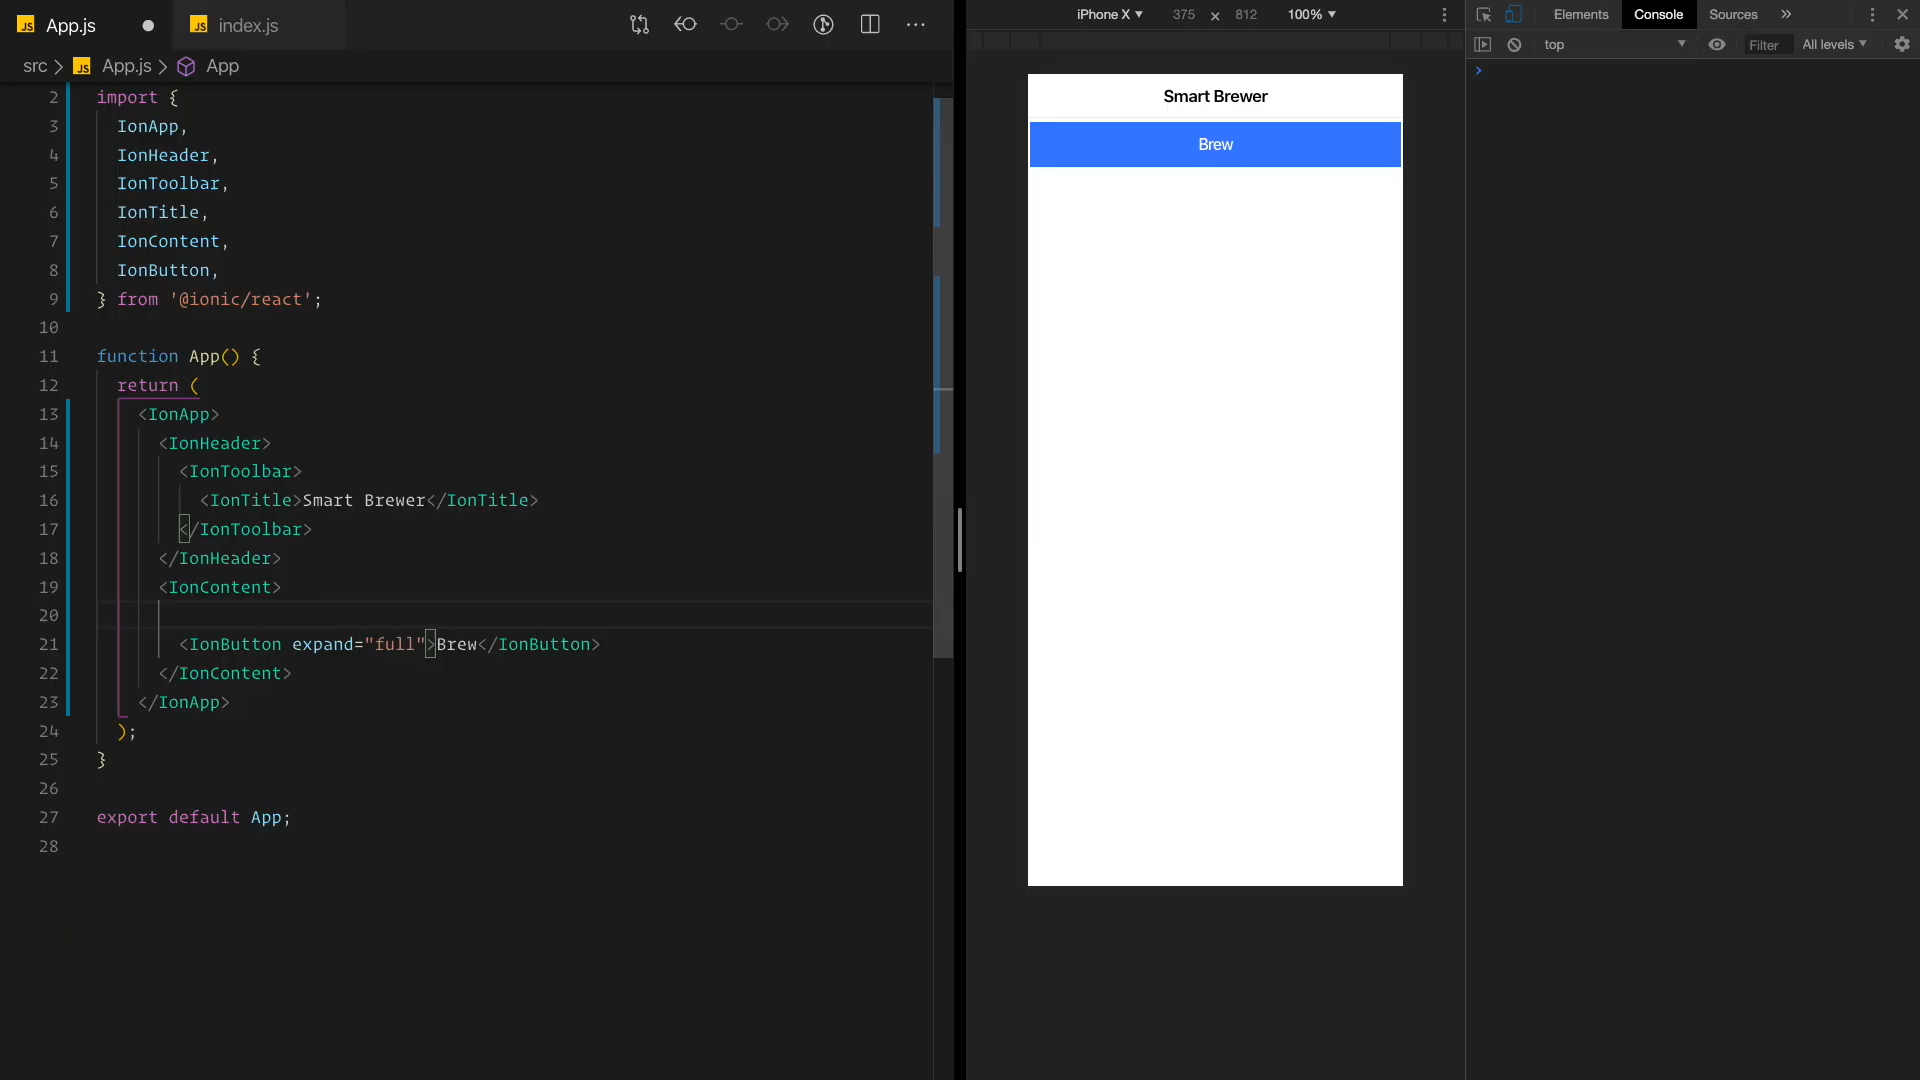 JS App.js
JS index.js
src > JS App.js > App
2 import {
3 IonApp,
4 IonHeader,
5 IonToolbar,
6 IonTitle,
7 IonContent,
8 IonButton,
9 } from '@ionic/react';
10
11 function App() {
12 return (
13 <IonApp>
14 <IonHeader>
15 <IonToolbar>
16 <IonTitle>Smart Brewer</IonTitle>
17 </IonToolbar>
18 </IonHeader>
19 <IonContent>
20
21 <IonButton expand="full">Brew</IonButton>
22 </IonContent>
23 </IonApp>
24 );
25 }
26
27 export default App;
28
iPhone X ▼ 375 × 812 100% ▼
Smart Brewer
Brew
Elements Console Sources »
top ▼ Filter All levels ▼